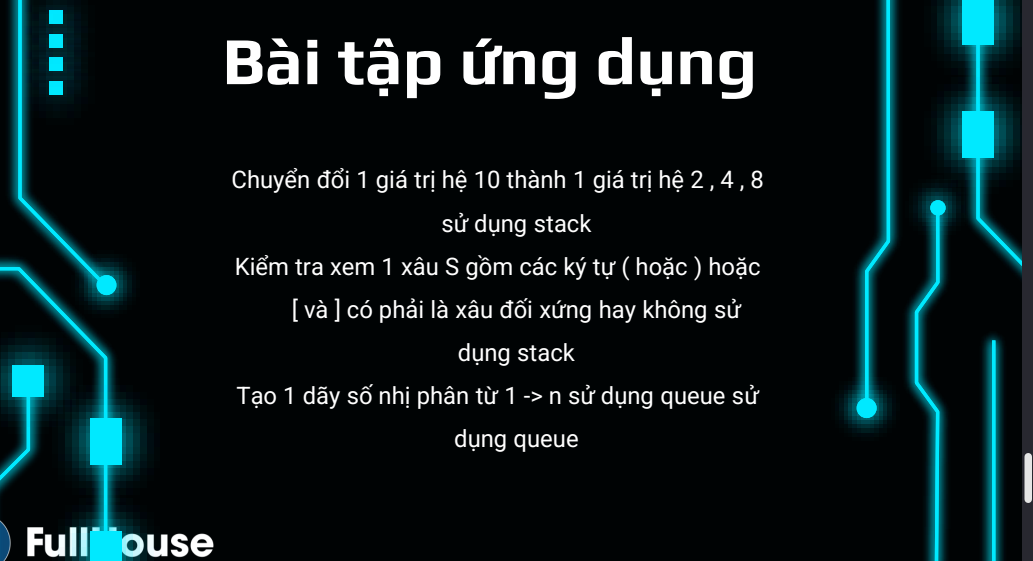 Bài tập ứng dụng
Chuyển đổi 1 giá trị hệ 10 thành 1 giá trị hệ 2 , 4 , 8
sử dụng stack
Kiểm tra xem 1 xâu S gồm các ký tự ( hoặc ) hoặc
[ và ] có phải là xâu đối xứng hay không sử
dụng stack
Tạo 1 dãy số nhị phân từ 1 -> n sử dụng queue sử
dụng queue
FullHouse